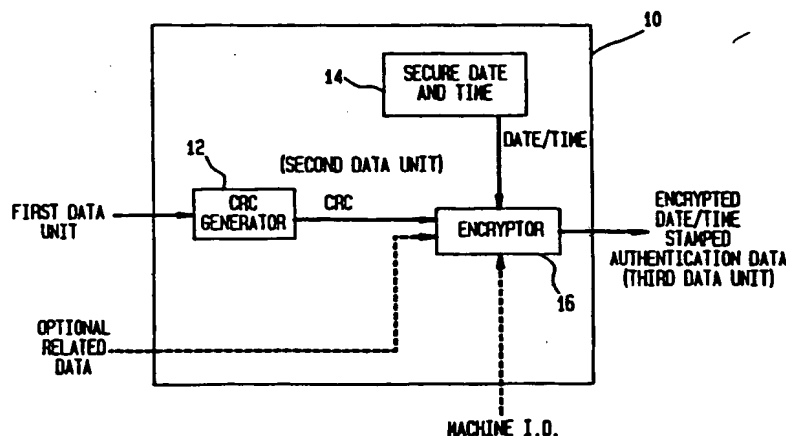 10
14
SECURE DATE
AND TIME
DATE/TIME
12
(SECOND DATA UNIT)
CRC
GENERATOR
CRC
FIRST DATA
UNIT
ENCRYPTOR
ENCRYPTED
DATE/TIME
STAMPED
AUTHENTICATION DATA
(THIRD DATA UNIT)
16
OPTIONAL
RELATED
DATA
MACHINE I.D.